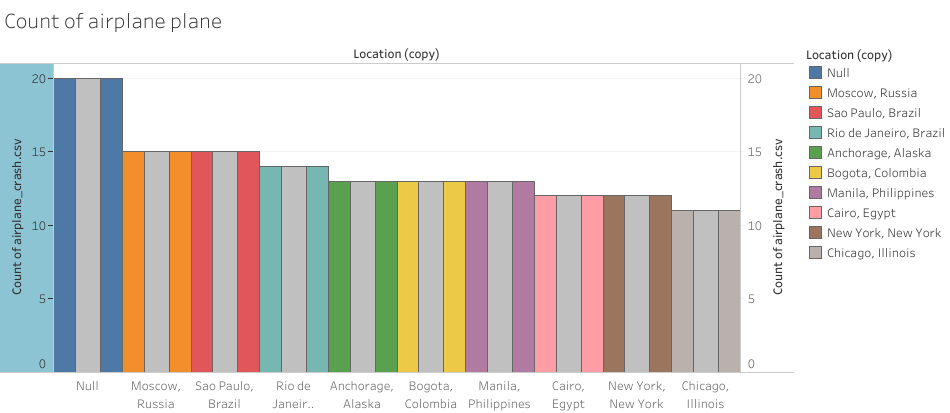 Count of airplane plane
Location (copy)
Count of airplane_crash.csv
20
15
10
5
0
20
15
10
5
0
Count of airplane_crash.csv
Null
Moscow,
Russia
Sao Paulo,
Brazil
Rio de
Janeir..
Anchorage,
Alaska
Bogota,
Colombia
Manila,
Philippines
Cairo,
Egypt
New York,
New York
Chicago,
Illinois
Location (copy)
Null
Moscow, Russia
Sao Paulo, Brazil
Rio de Janeiro, Brazil
Anchorage, Alaska
Bogota, Colombia
Manila, Philippines
Cairo, Egypt
New York, New York
Chicago, Illinois